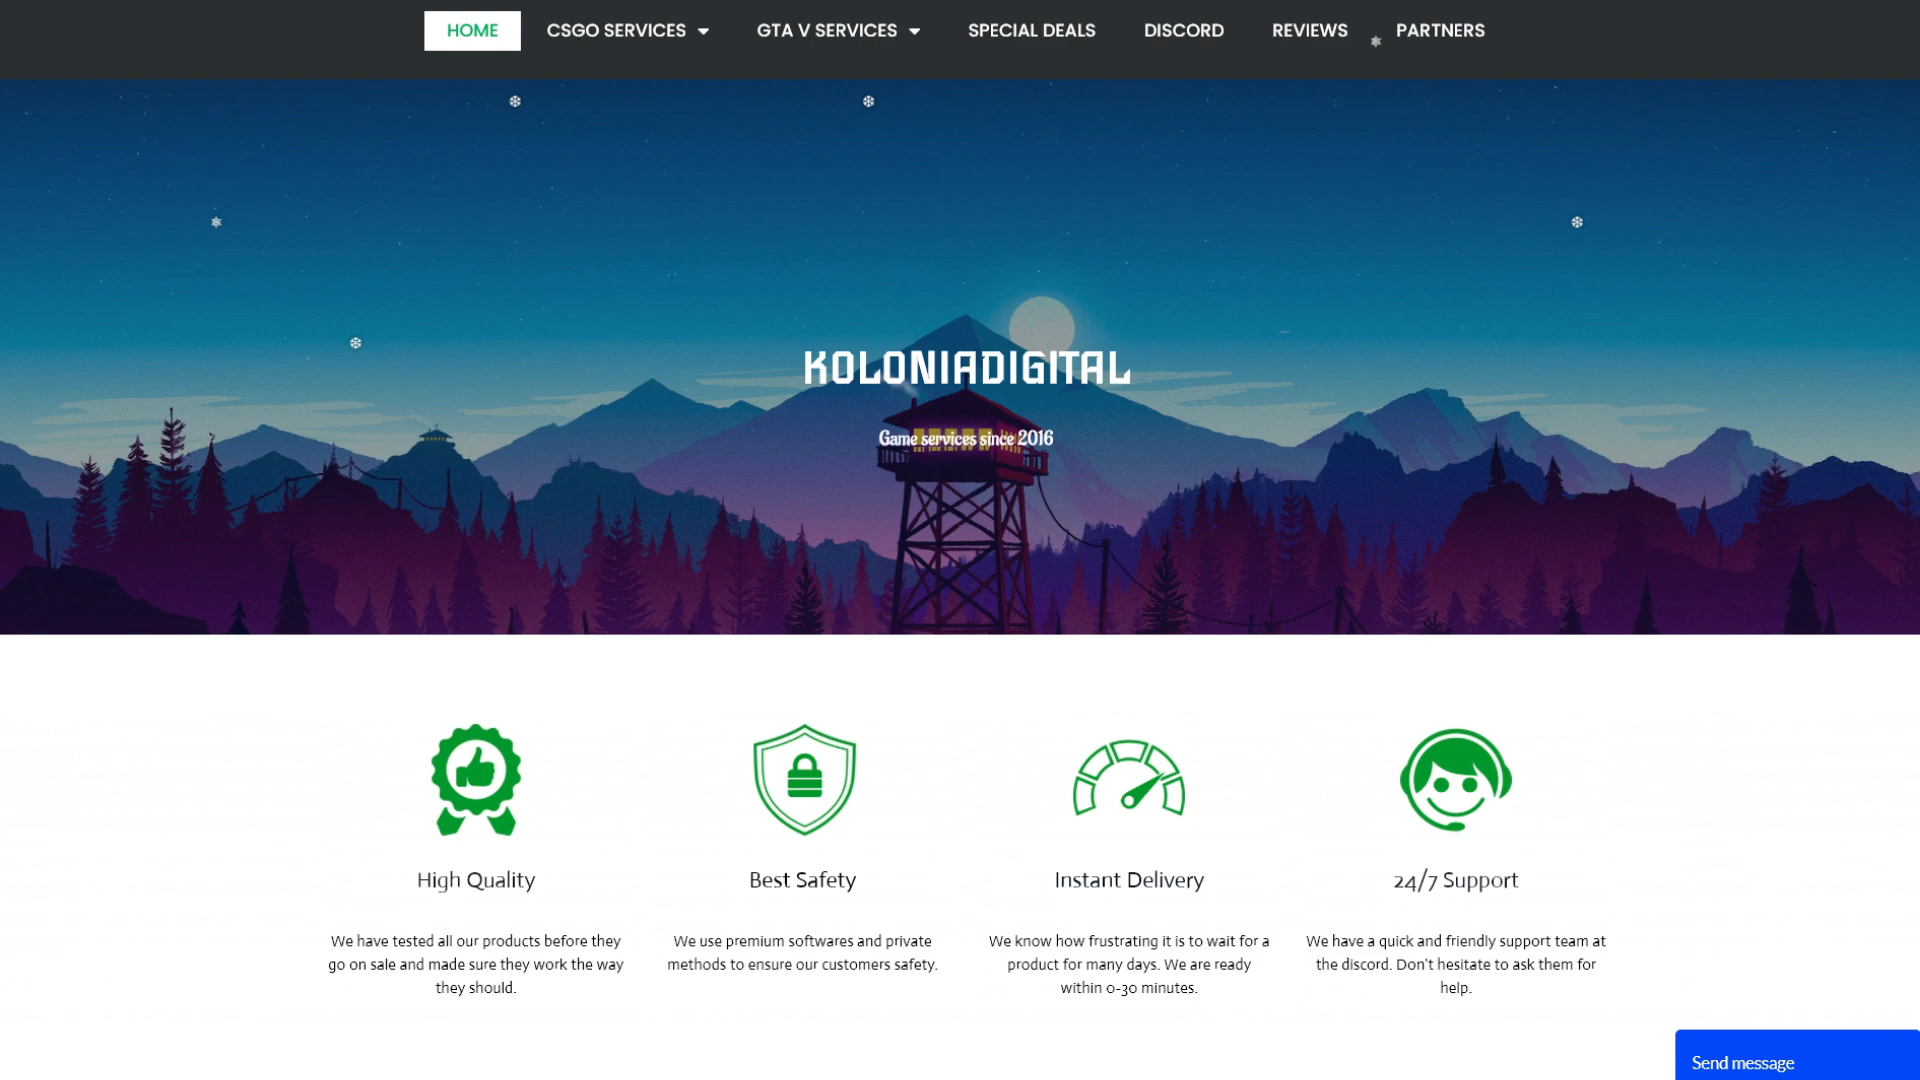 HOME CSGO SERVICES GTA V SERVICES SPECIAL DEALS DISCORD REVIEWS PARTNERS
KOLONIADIGITAL
Game services since 2016
High Quality
We have tested all our products before they
go on sale and made sure they work the way
they should.
Best Safety
We use premium softwares and private
methods to ensure our customers safety.
Instant Delivery
We know how frustrating it is to wait for a
product for many days. We are ready
within 0-30 minutes.
24/7 Support
We have a quick and friendly support team at
the discord. Don't hesitate to ask them for
help.
Send message